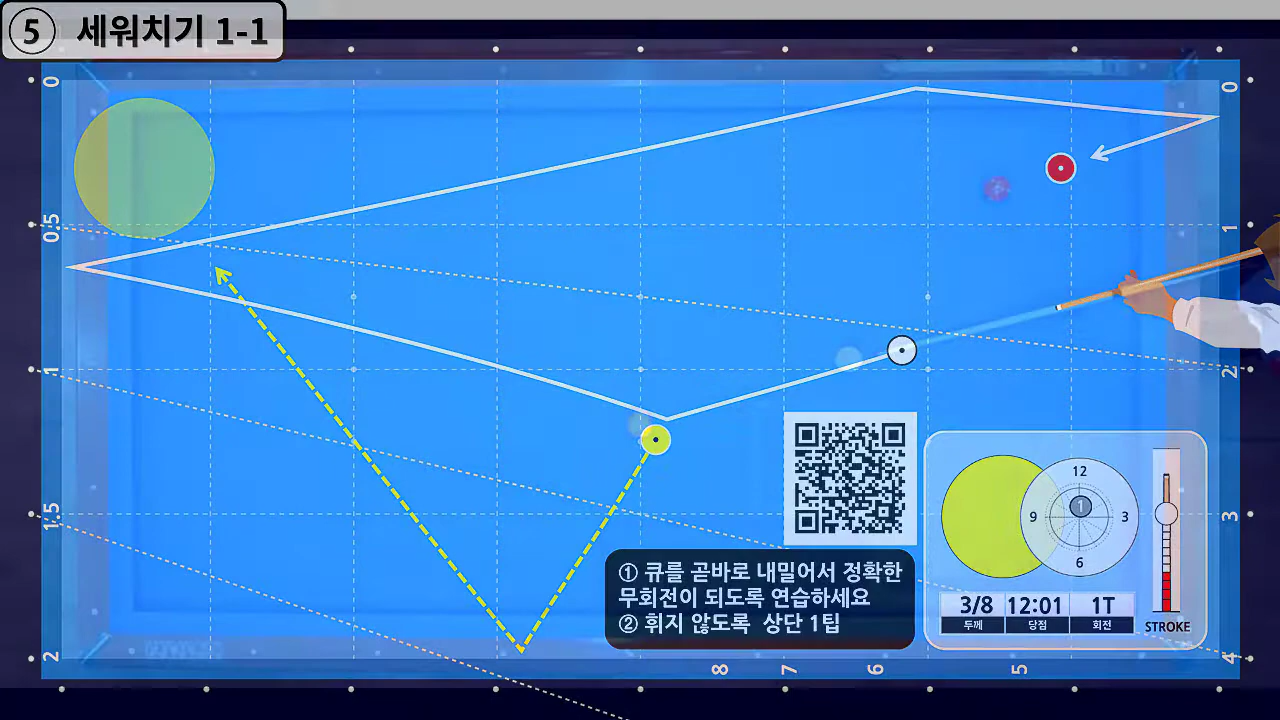 ⑤ 세워치기 1-1
0
0.5
1
1.5
2
0
1
2
3
4
8
7
6
5
① 큐를 곧바로 내밀어서 정확한
무회전이 되도록 연습하세요
② 휘지 않도록 상단 1팁
12
9
1
3
6
3/8 12:01 1T
두께 당점 회전
STROKE